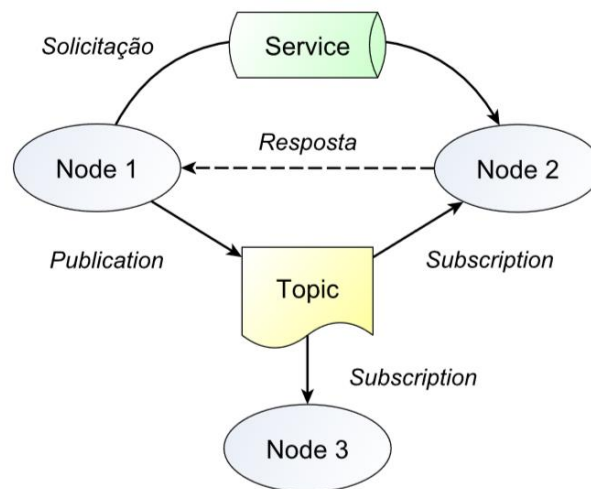 Solicitação
Service
Node 1
Resposta
Node 2
Publication
Topic
Subscription
Subscription
Node 3